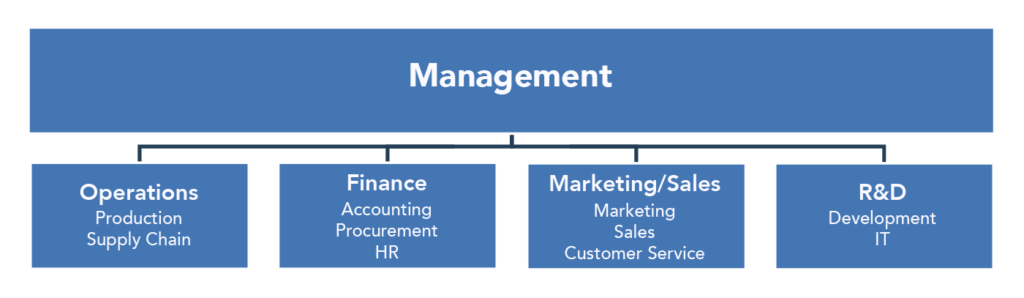 Management
Operations
Production
Supply Chain
Finance
Accounting
Procurement
HR
Marketing/Sales
Marketing
Sales
Customer Service
R&D
Development
IT